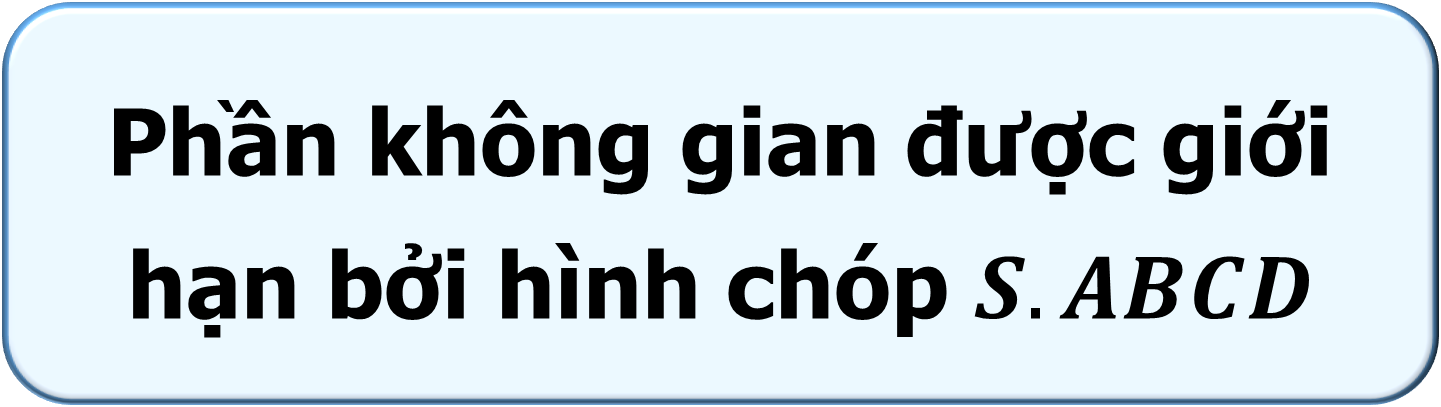 Phần không gian được giới
hạn bởi hình chóp S.ABCD